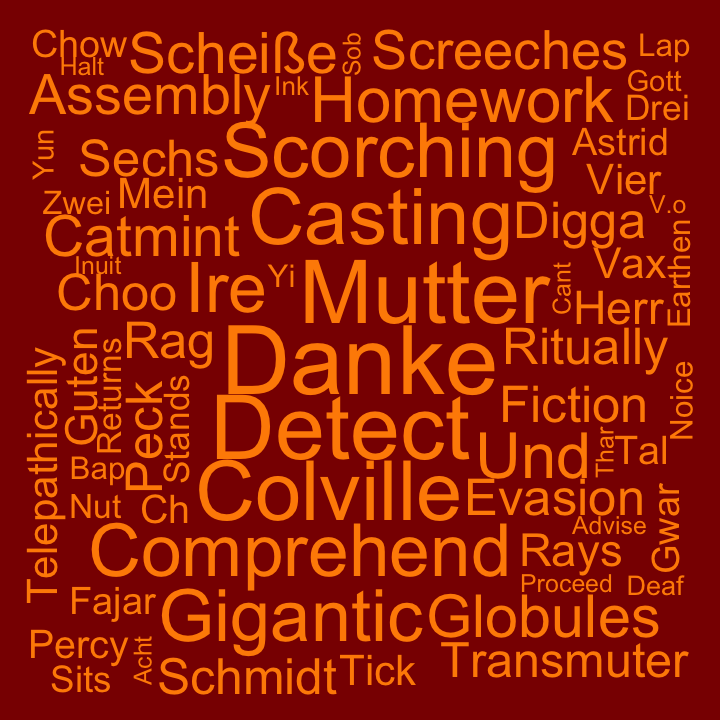 Chow
Halt
Scheiße
Sob
Screeches
Lap
Assembly
Ink
Homework
Gott
Drei
Yun
Sechs
Scorching
Astrid
Zwei
Mein
Casting
Digga
Vier
V.o
Catmint
Inuit
Choo
Ire
Yi
Mutter
Cant
Herr
Vax
Earthen
Rag
Danke
Ritually
Telepathically
Guten
Returns
Peck
Stands
Detect
Fiction
Noice
Bap
Und
Thar
Tal
Nut
Ch
Colville
Evasion
Gwar
Comprehend
Advise
Rays
Proceed
Deaf
Fajar
Gigantic
Globules
Percy
Acht
Sits
Schmidt
Tick
Transmuter